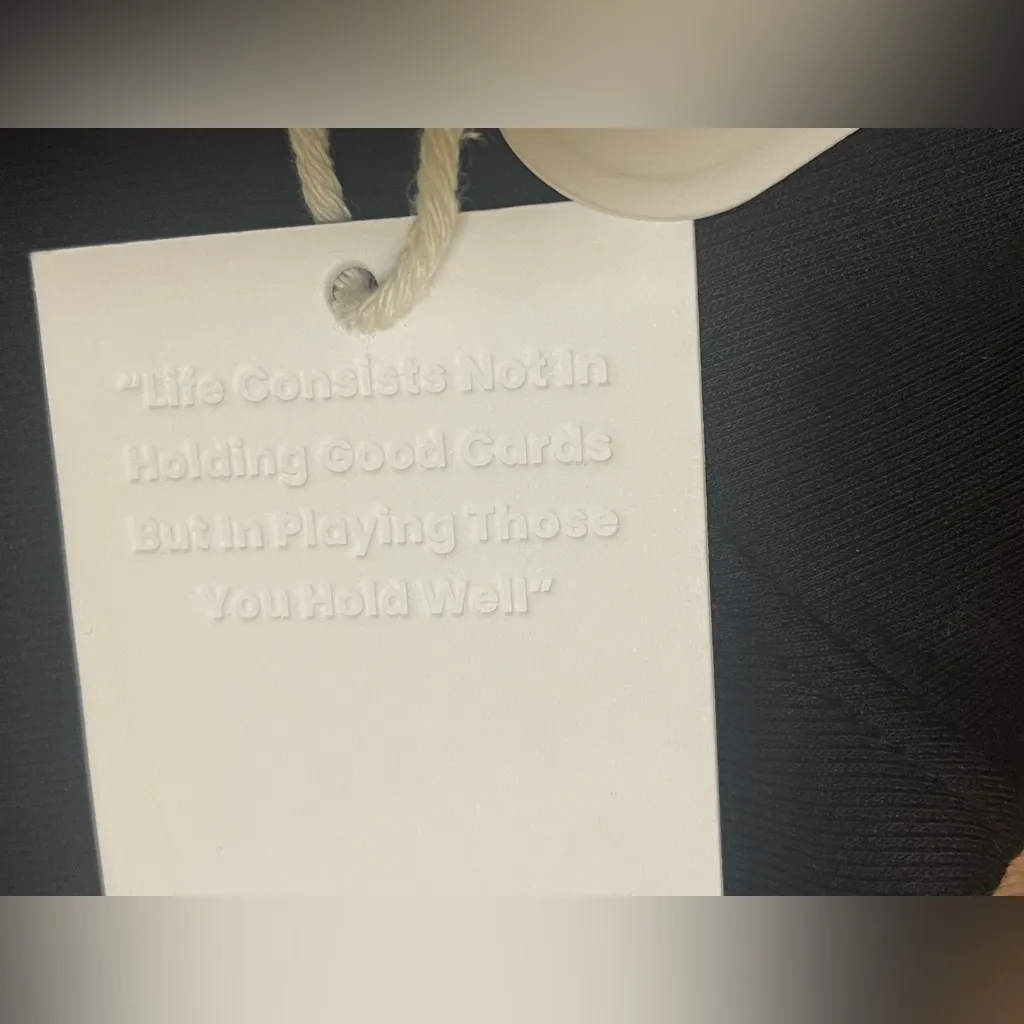 “Life Consists Not In
Holding Good Cards
But In Playing Those
You Hold Well”